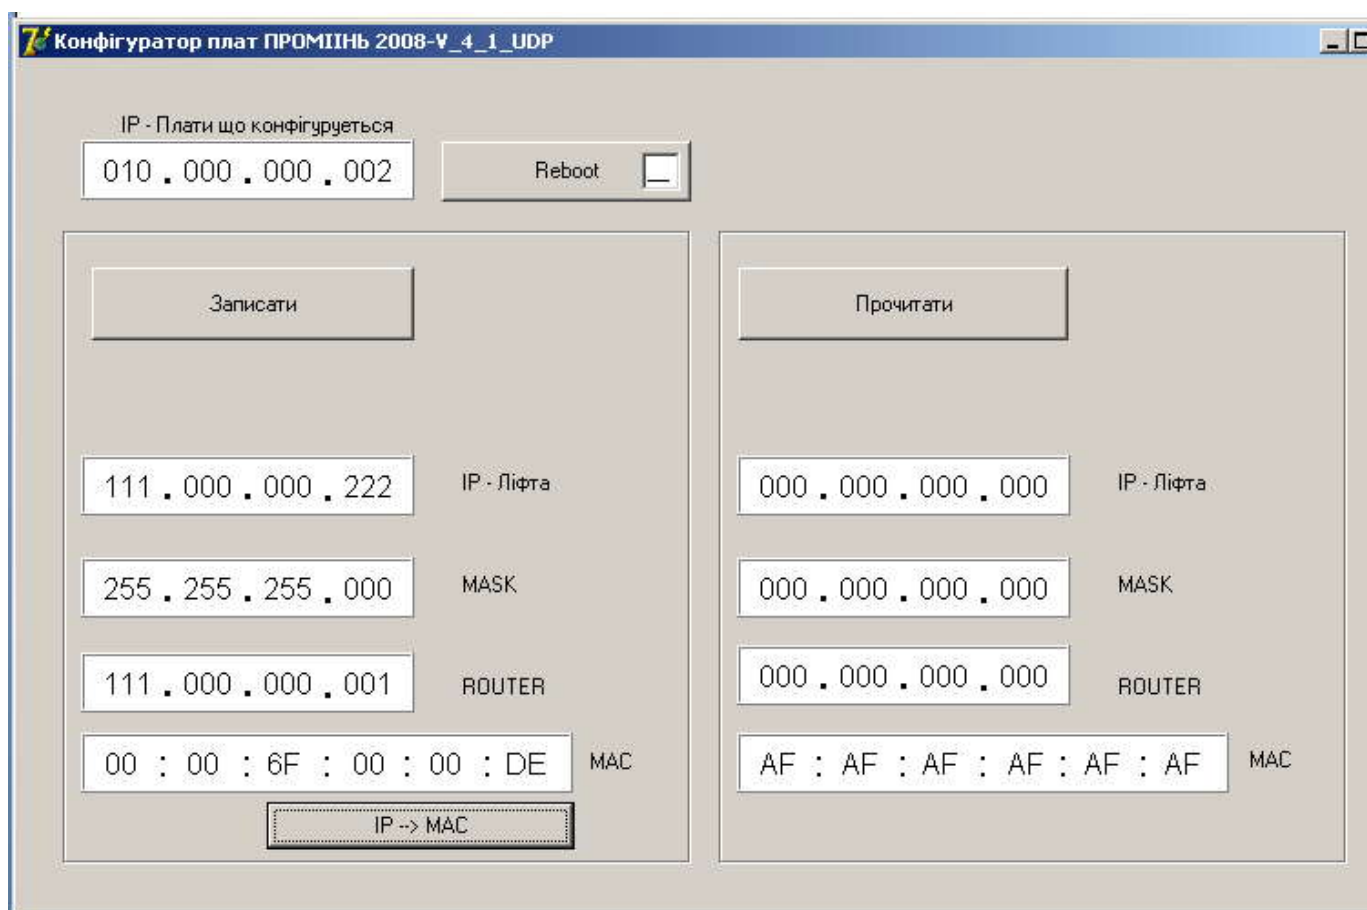 Конфігуратор плат ПРОМІІНЬ 2008-V_4_1_UDP
IP - Плати що конфігуруеться
010 . 000 . 000 . 002
Reboot
Записати
111 . 000 . 000 . 222 IP - Ліфта
255 . 255 . 255 . 000 MASK
111 . 000 . 000 . 001 ROUTER
00 : 00 : 6F : 00 : 00 : DE MAC
IP --> MAC
Прочитати
000 . 000 . 000 . 000 IP - Ліфта
000 . 000 . 000 . 000 MASK
000 . 000 . 000 . 000 ROUTER
AF : AF : AF : AF : AF : AF MAC